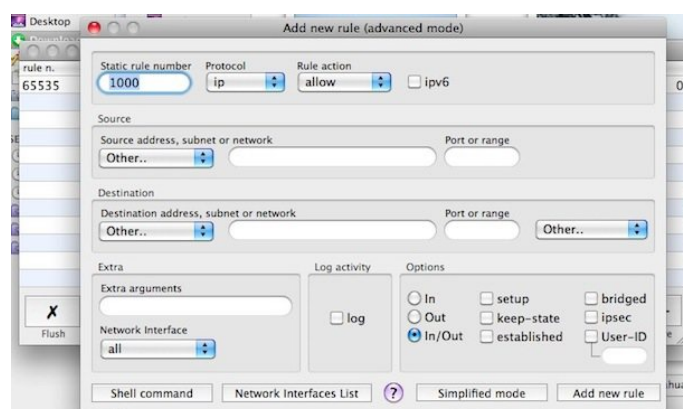 Desktop
Add new rule (advanced mode)
rule n.
65535
Static rule number Protocol Rule action
1000 ip allow ipv6
0
Source
Source address, subnet or network Port or range
Other..
Destination
Destination address, subnet or network Port or range
Other.. Other..
Extra Log activity Options
Extra arguments
In setup bridged
log Out keep-state ipsec
Network Interface In/Out established User-ID
all
X
Flush
Shell command Network Interfaces List ? Simplified mode Add new rule